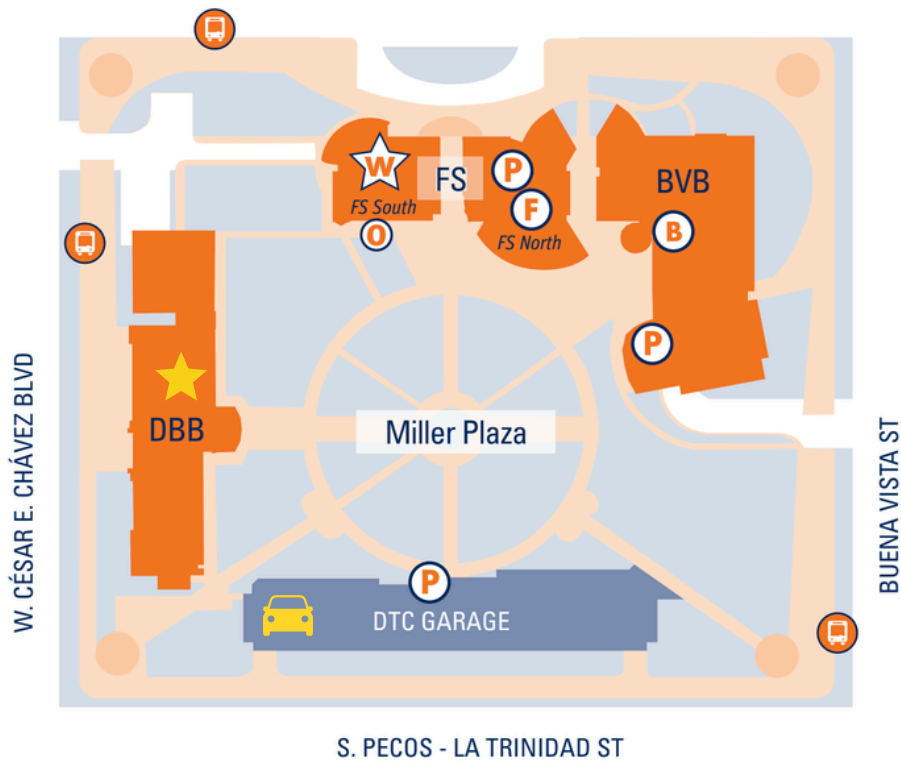 W
FS
P
BVB
FS South
F
O
FS North
B
P
DBB
Miller Plaza
W. CÉSAR E. CHÁVEZ BLVD
BUENA VISTA ST
P
DTC GARAGE
S. PECOS - LA TRINIDAD ST